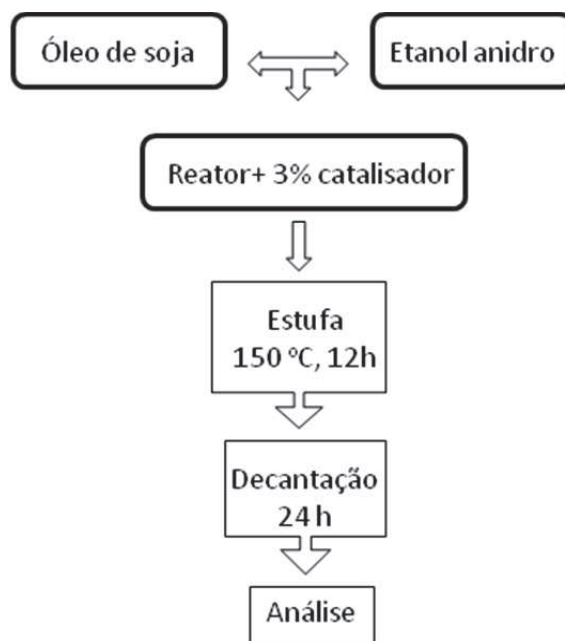 Óleo de soja
Etanol anidro
Reator+ 3% catalisador
Estufa
150 ºC, 12h
Decantação
24 h
Análise